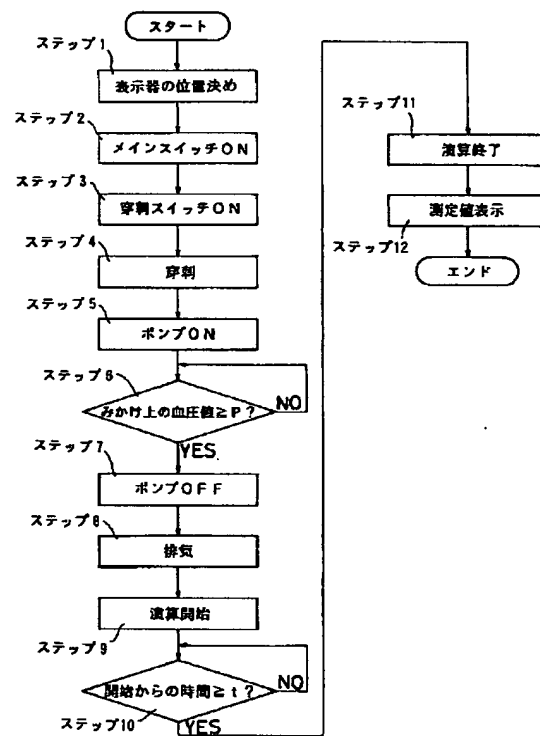 スタート
ステップ1
表示器の位置決め
ステップ2
メインスイッチON
ステップ3
穿刺スイッチON
ステップ4
穿刺
ステップ5
ポンプON
ステップ6
みかけ上の血圧値≧P?
NO
YES
ステップ7
ポンプOFF
ステップ8
排気
演算開始
ステップ9
開始からの時間≧t?
NO
ステップ10
YES
ステップ11
演算終了
測定値表示
ステップ12
エンド